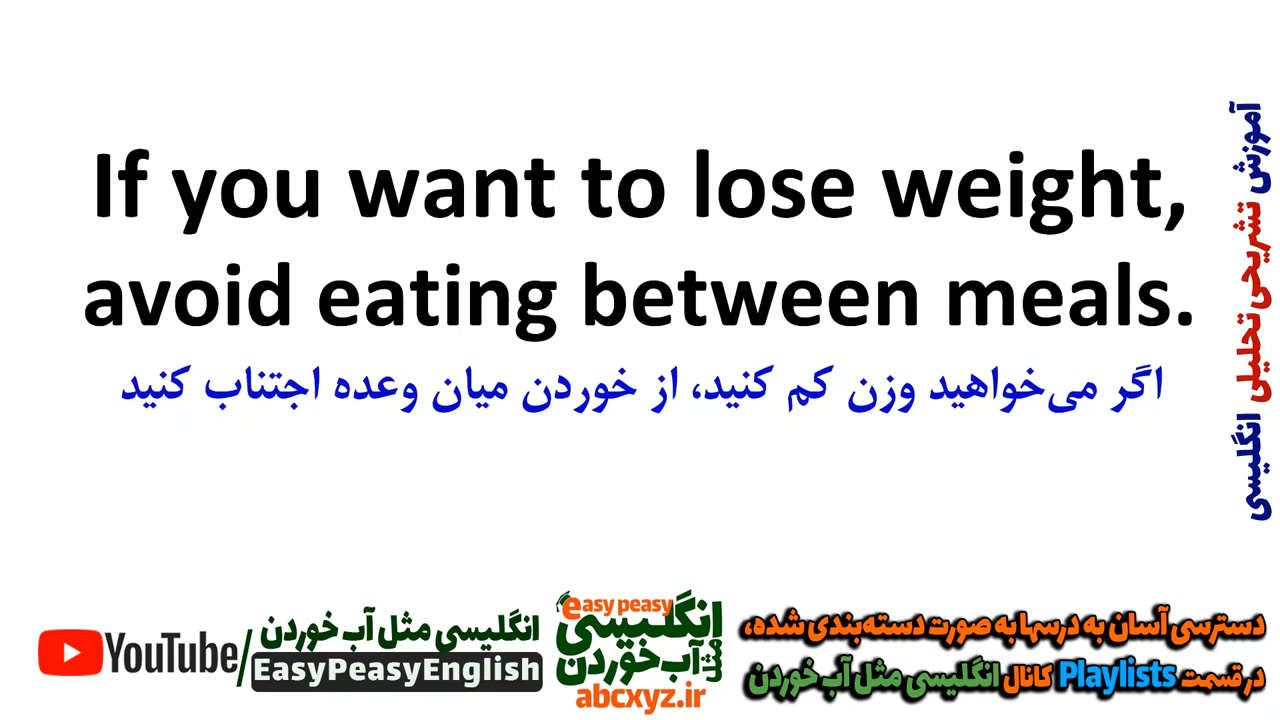 If you want to lose weight,
avoid eating between meals.
اگر می‌خواهید وزن کم کنید، از خوردن میان وعده اجتناب کنید
آموزش تشریحی تحلیلی انگلیسی
YouTube/
انگلیسی مثل آب خوردن
EasyPeasyEnglish
easy peasy
انگلیسی
مثل
آب خوردن
abcxyz.ir
دسترسی آسان به درسها به صورت دسته‌بندی شده،
در قسمت Playlists کانال انگلیسی مثل آب خوردن